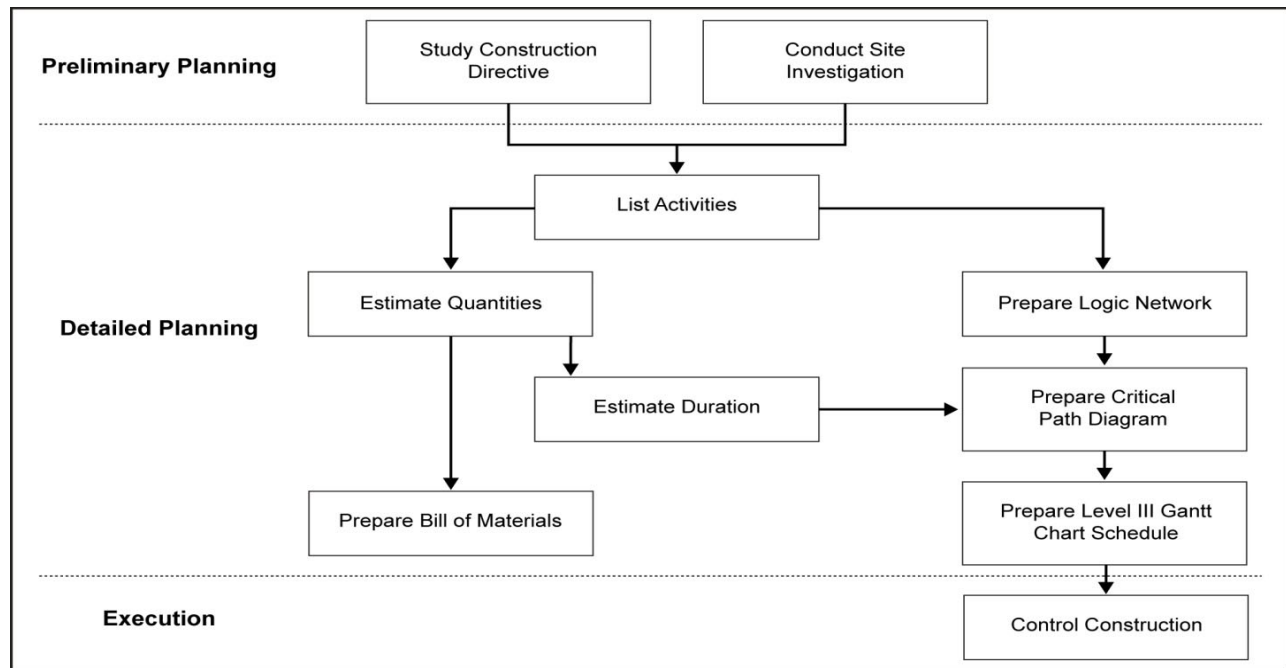 Preliminary Planning
Study Construction
Directive
Conduct Site
Investigation
List Activities
Detailed Planning
Estimate Quantities
Prepare Logic Network
Estimate Duration
Prepare Critical
Path Diagram
Prepare Bill of Materials
Prepare Level III Gantt
Chart Schedule
Execution
Control Construction